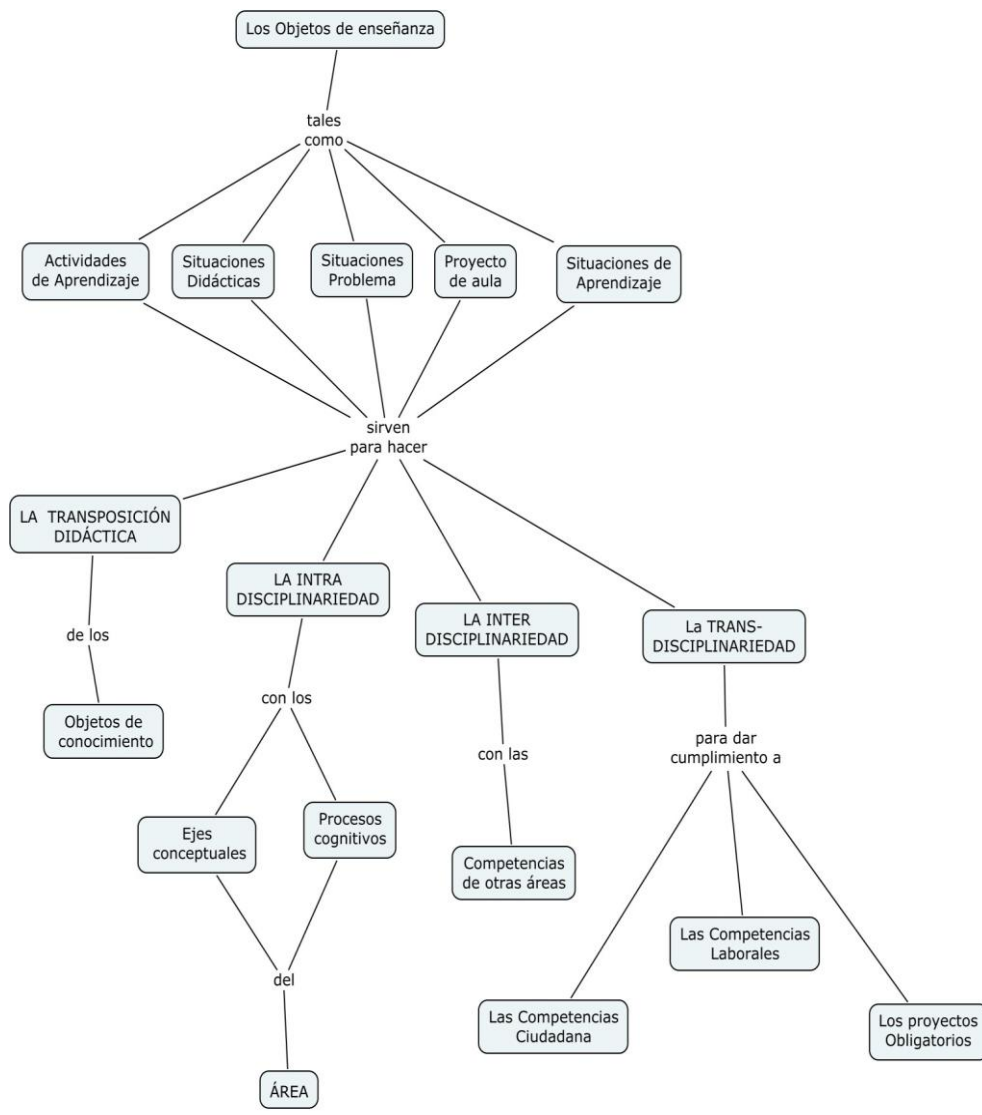 Los Objetos de enseñanza
tales
como
Actividades
de Aprendizaje
Situaciones
Didácticas
Situaciones
Problema
Proyecto
de aula
Situaciones de
Aprendizaje
sirven
para hacer
LA TRANSPOSICIÓN
DIDÁCTICA
de los
Objetos de
conocimiento
LA INTRA
DISCIPLINARIEDAD
con los
Ejes
conceptuales
Procesos
cognitivos
del
ÁREA
LA INTER
DISCIPLINARIEDAD
con las
Competencias
de otras áreas
La TRANS-
DISCIPLINARIEDAD
para dar
cumplimiento a
Las Competencias
Ciudadana
Las Competencias
Laborales
Los proyectos
Obligatorios